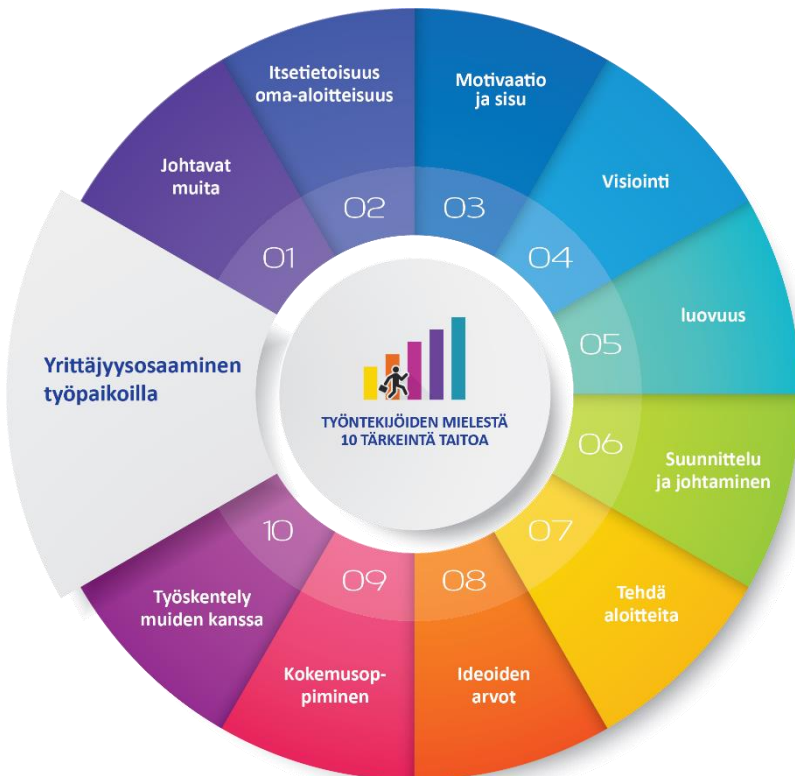 Yrittäjyysosaaminen
työpaikoilla
TYÖNTEKIJÖIDEN MIELESTÄ
10 TÄRKEINTÄ TAITOA
Johtavat
muita
01
Itsetietoisuus
oma-aloitteisuus
02
Motivaatio
ja sisu
03
Visiointi
04
luovuus
05
Suunnittelu
ja johtaminen
06
Tehdä
aloitteita
07
Ideoiden
arvot
08
Kokemusop-
piminen
09
Työskentely
muiden kanssa
10